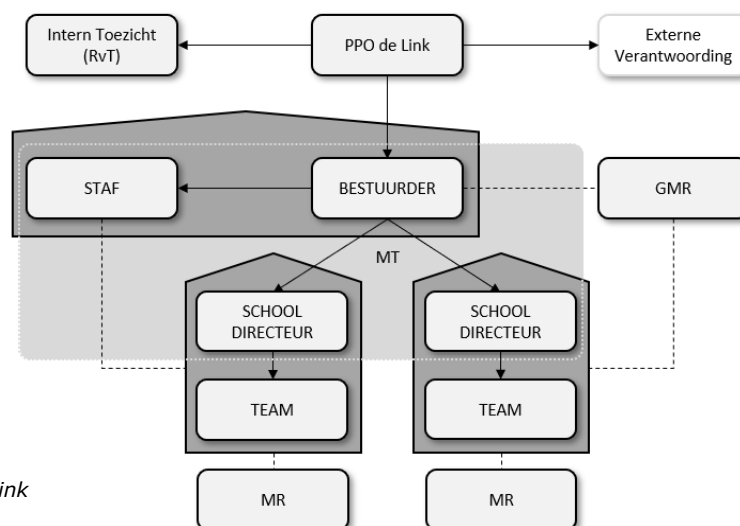 Intern Toezicht
(RvT)
PPO de Link
Externe
Verantwoording
STAF
BESTUURDER
GMR
MT
SCHOOL
DIRECTEUR
SCHOOL
DIRECTEUR
TEAM
TEAM
MR
MR